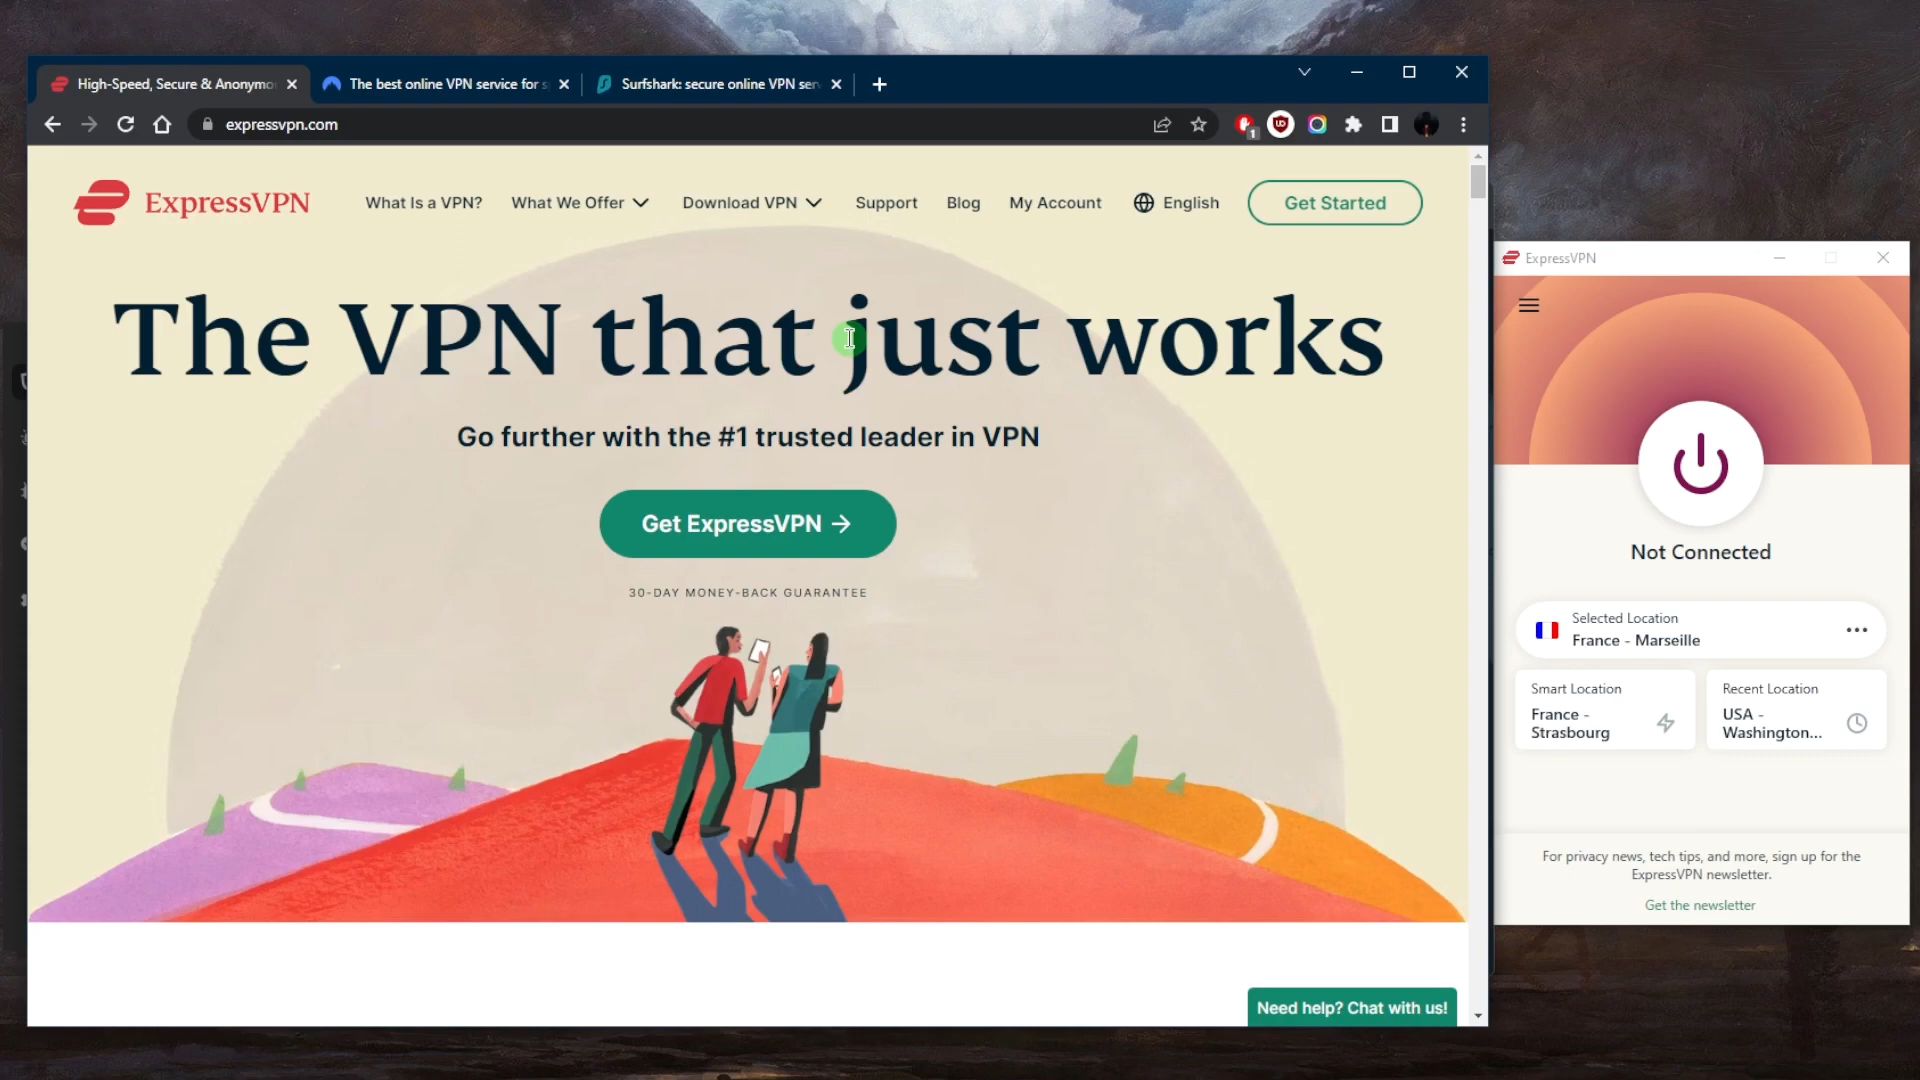 High-Speed, Secure & Anonymo
The best online VPN service for s
Surfshark: secure online VPN ser
expressvpn.com
1
ExpressVPN
What Is a VPN?
What We Offer
Download VPN
Support
Blog
My Account
English
Get Started
The VPN that just works
Go further with the #1 trusted leader in VPN
Get ExpressVPN →
30-DAY MONEY-BACK GUARANTEE
Need help? Chat with us!
ExpressVPN
Not Connected
Selected Location
France - Marseille
Smart Location
France -
Strasbourg
Recent Location
USA -
Washington...
For privacy news, tech tips, and more, sign up for the
ExpressVPN newsletter.
Get the newsletter